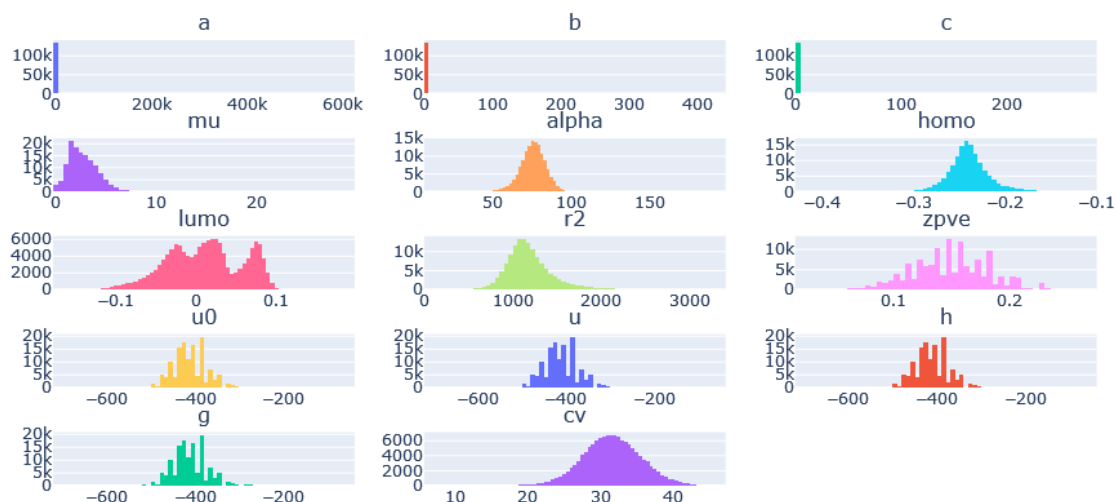 a b c
100k 100k 100k
50k 50k 50k
0 0 0
0 200k 400k 600k 0 100 200 300 400 0 100 200
mu alpha homo
20k 15k 15k
15k 10k 10k
10k 5k 5k
5k 0 0
0
0 10 20 50 100 150 −0.4 −0.3 −0.2 −0.1
lumo r2 zpve
6000 10k 10k
4000 5k 5k
2000 0 0
0
−0.1 0 0.1 0 1000 2000 3000 0.1 0.2
u0 u h
20k 20k 20k
15k 15k 15k
10k 10k 10k
5k 5k 5k
0 0 0
−600 −400 −200 −600 −400 −200 −600 −400 −200
g cv
20k 6000
15k 4000
10k 2000
5k 0
0
−600 −400 −200 0 10 20 30 40